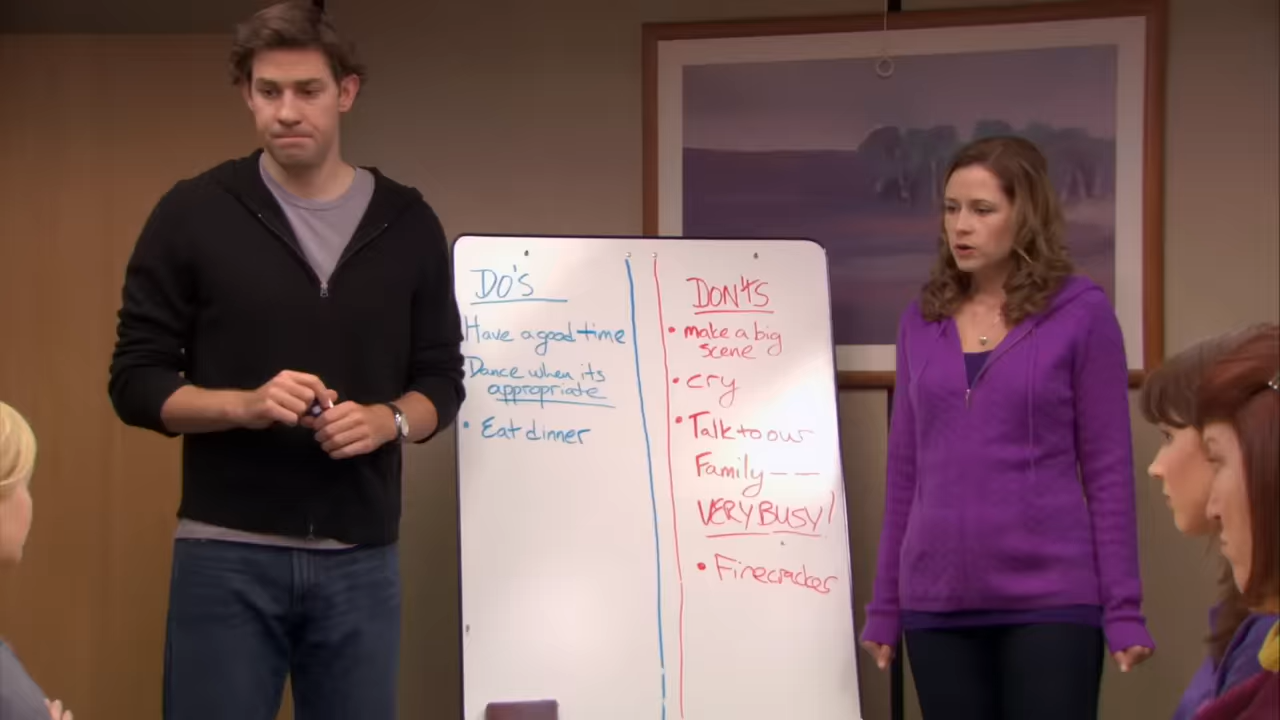 DO'S
Have a good time
Dance when its
appropriate
• Eat dinner
DON'TS
• make a big
scene
• cry
• Talk to our
Family — —
VERY BUSY!
• Firecracker